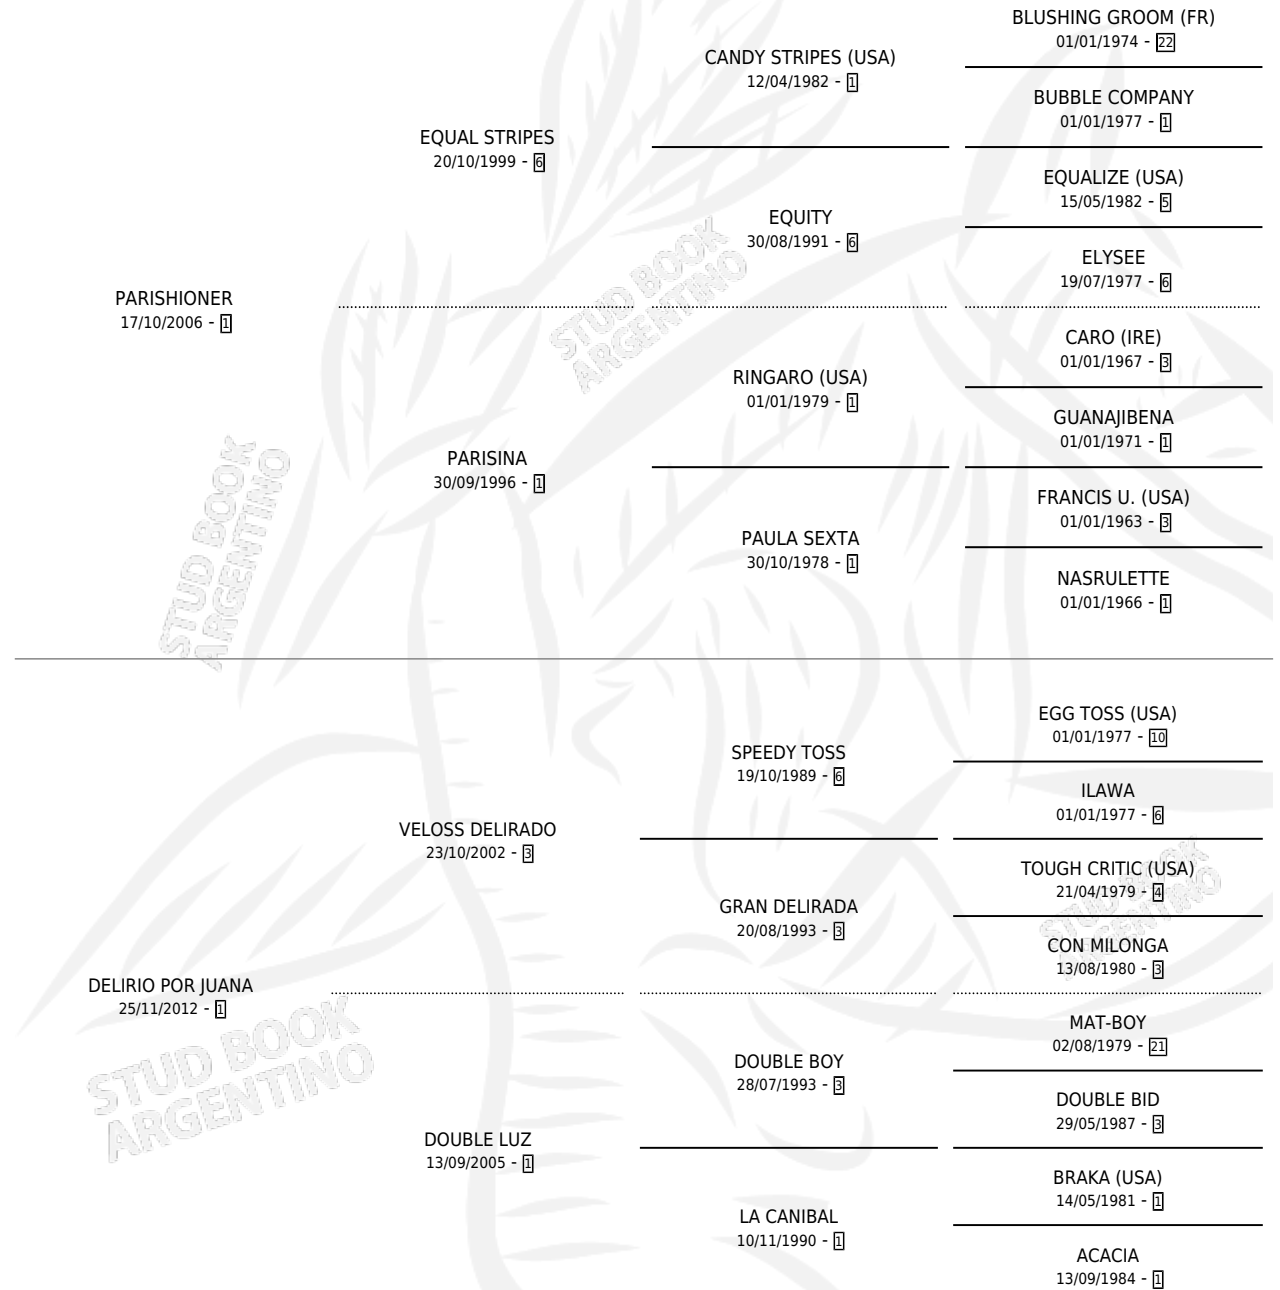 BLUSHING GROOM (FR)
01/01/1974 - 22
CANDY STRIPES (USA)
12/04/1982 - 1
BUBBLE COMPANY
01/01/1977 - 1
EQUAL STRIPES
20/10/1999 - 6
EQUALIZE (USA)
15/05/1982 - 5
EQUITY
30/08/1991 - 6
ELYSEE
19/07/1977 - 6
PARISHIONER
17/10/2006 - 1
CARO (IRE)
01/01/1967 - 3
RINGARO (USA)
01/01/1979 - 1
GUANAJIBENA
01/01/1971 - 1
PARISINA
30/09/1996 - 1
FRANCIS U. (USA)
01/01/1963 - 3
PAULA SEXTA
30/10/1978 - 1
NASRULETTE
01/01/1966 - 1
EGG TOSS (USA)
01/01/1977 - 10
SPEEDY TOSS
19/10/1989 - 6
ILAWA
01/01/1977 - 6
VELOSS DELIRADO
23/10/2002 - 3
TOUGH CRITIC (USA)
21/04/1979 - 4
GRAN DELIRADA
20/08/1993 - 3
CON MILONGA
13/08/1980 - 3
DELIRIO POR JUANA
25/11/2012 - 1
MAT-BOY
02/08/1979 - 21
DOUBLE BOY
28/07/1993 - 3
DOUBLE BID
29/05/1987 - 3
DOUBLE LUZ
13/09/2005 - 1
BRAKA (USA)
14/05/1981 - 1
LA CANIBAL
10/11/1990 - 1
ACACIA
13/09/1984 - 1
STUD BOOK
ARGENTINO
STUD BOOK
ARGENTINO
STUD BOOK
ARGENTINO
STUD BOOK
ARGENTINO